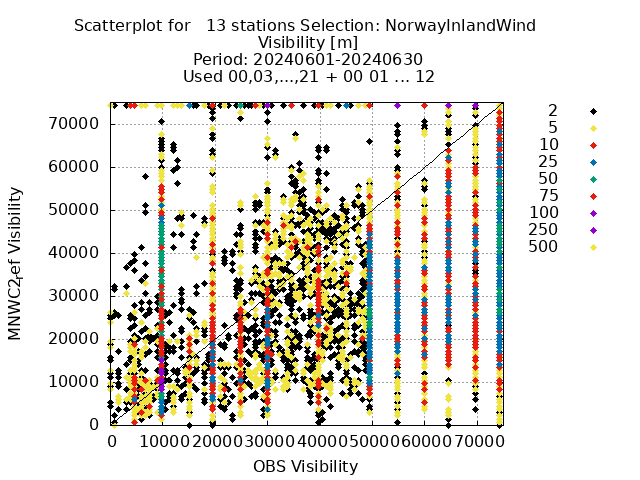 Scatterplot for 13 stations Selection: NorwayInlandWind
Visibility [m]
Period: 20240601-20240630
Used 00,03,...,21 + 00 01 ... 12
70000
60000
50000
40000
30000
20000
10000
0
MNWC2ref Visibility
0 10000 20000 30000 40000 50000 60000 70000
OBS Visibility
2
5
10
25
50
75
100
250
500